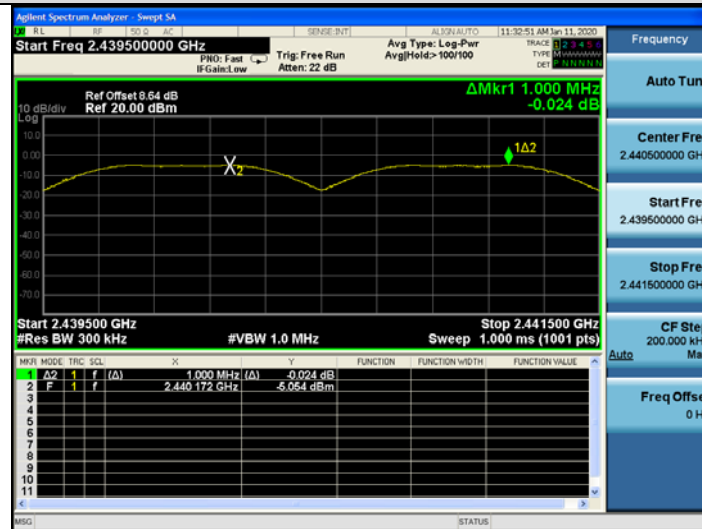 Agilent Spectrum Analyzer - Swept SA
RL RF 50 Ω AC SENSE:INT ALIGN AUTO 11:32:51 AM Jan 11, 2020
Start Freq 2.439500000 GHz
PNO: Fast
IFGain:Low
Trig: Free Run
Atten: 22 dB
Avg Type: Log-Pwr
Avg|Hold:>100/100
TRACE 1 2 3 4 5 6
TYPE M
DET P N N N N N
Ref Offset 8.64 dB
Ref 20.00 dBm
10 dB/div
Log
ΔMkr1 1.000 MHz
-0.024 dB
10.0
0.00
-10.0
-20.0
-30.0
-40.0
-50.0
-60.0
-70.0
X2
1Δ2
Start 2.439500 GHz Stop 2.441500 GHz
#Res BW 300 kHz #VBW 1.0 MHz Sweep 1.000 ms (1001 pts)
MKR MODE TRC SCL X Y FUNCTION FUNCTION WIDTH FUNCTION VALUE
1 Δ2 1 f (Δ) 1.000 MHz (Δ) -0.024 dB
2 F 1 f 2.440 172 GHz -5.054 dBm
3
4
5
6
7
8
9
10
11
MSG STATUS
Frequency
Auto Tun
Center Fre
2.440500000 GH
Start Fre
2.439500000 GH
Stop Fre
2.441500000 GH
CF Ste
200.000 kH
Auto Ma
Freq Offse
0 H